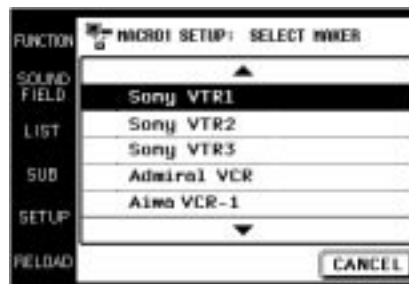 FUNCTION
SOUND
FIELD
LIST
SUB
SETUP
RELOAD
MACRO1 SETUP: SELECT MAKER
Sony VTR1
Sony VTR2
Sony VTR3
Admiral VCR
Aiwa VCR-1
CANCEL